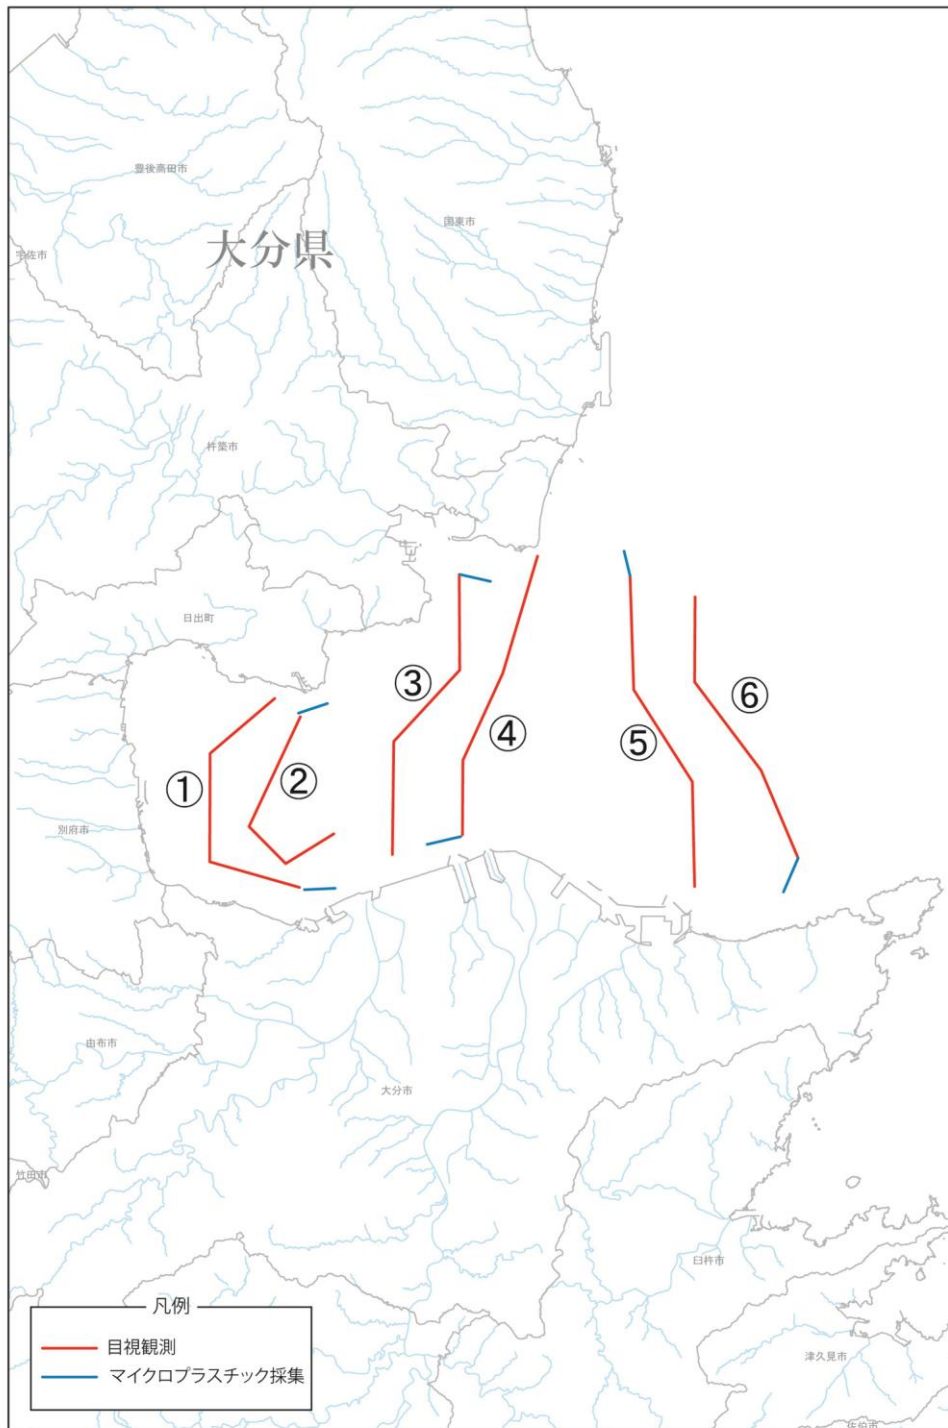 豊後高田市
国東市
大分県
宇佐市
杵築市
日出町
③
⑥
④
⑤
②
①
別府市
由布市
大分市
竹田市
臼杵市
津久見市
佐伯市
凡例
目視観測
マイクロプラスチック採集